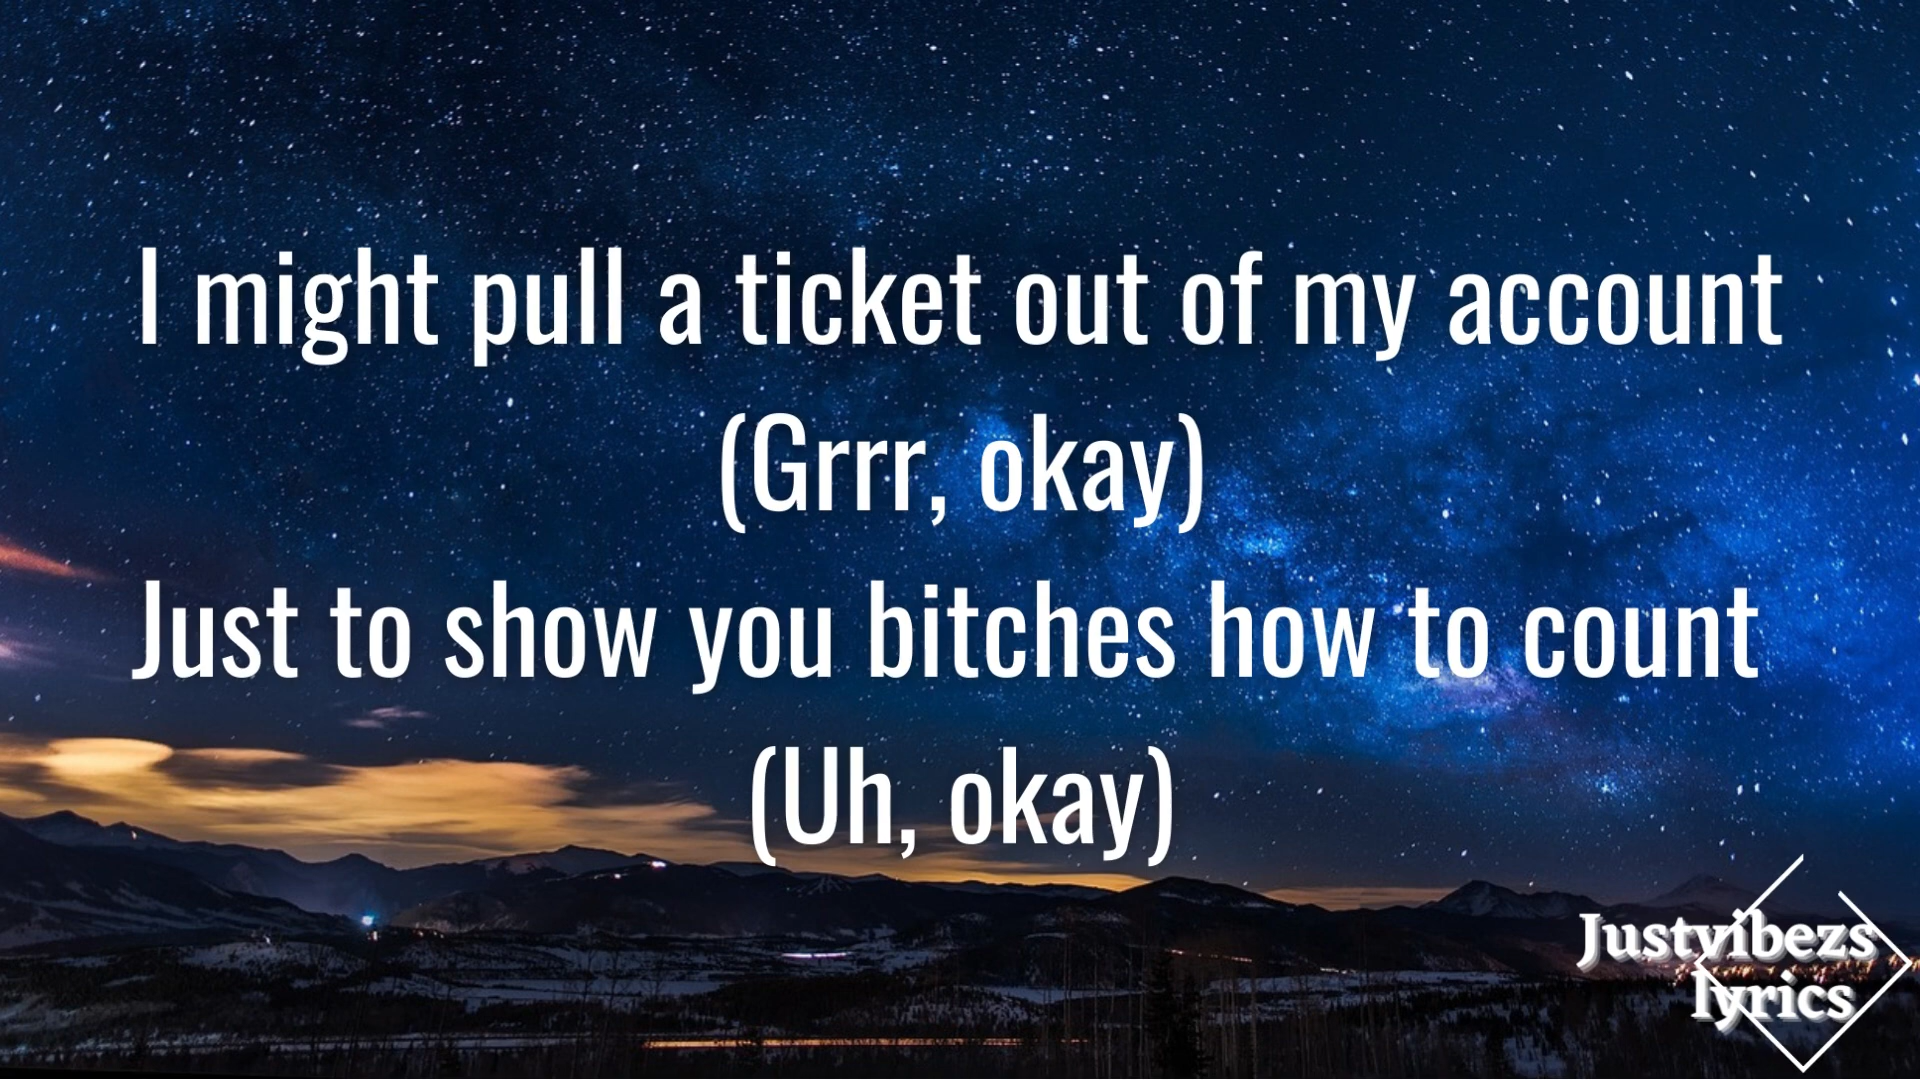 I might pull a ticket out of my account
(Grrr, okay)
Just to show you bitches how to count
(Uh, okay)
Justvibezs
lyrics